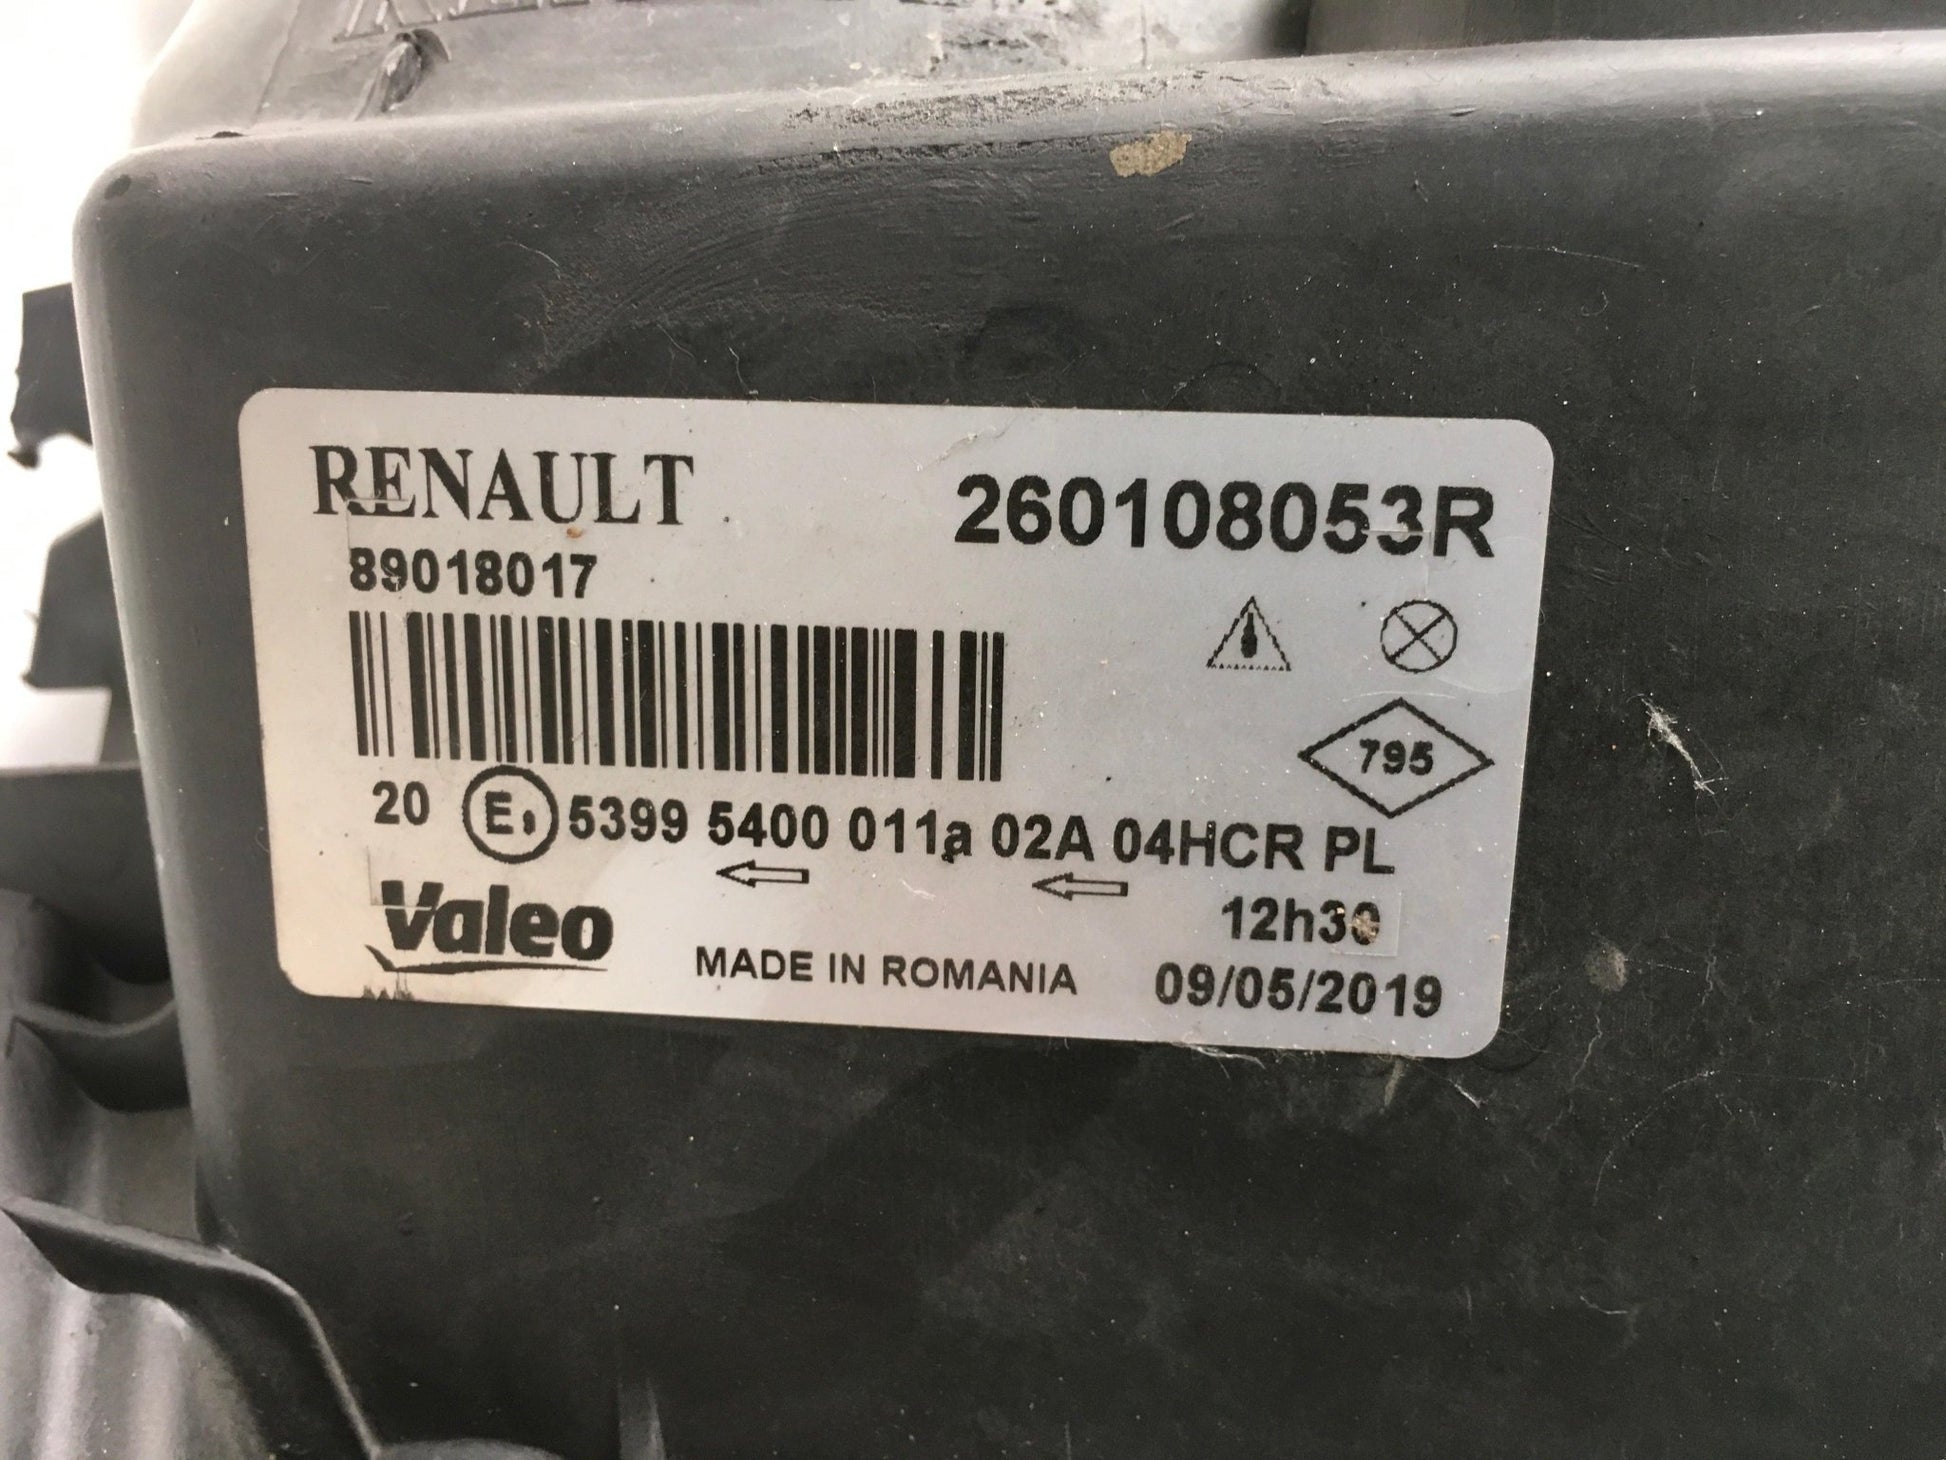 RENAULT 260108053R
89018017
795
20 E 5399 5400 011a 02A 04HCR PL
12h30
Valeo MADE IN ROMANIA 09/05/2019